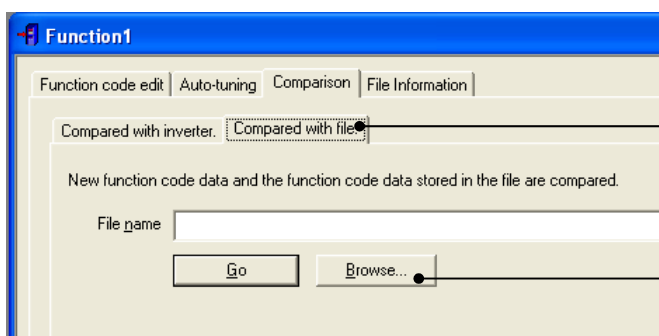 Function1
Function code edit Auto-tuning Comparison File Information
Compared with inverter. Compared with file.
New function code data and the function code data stored in the file are compared.
File name
Go Browse...